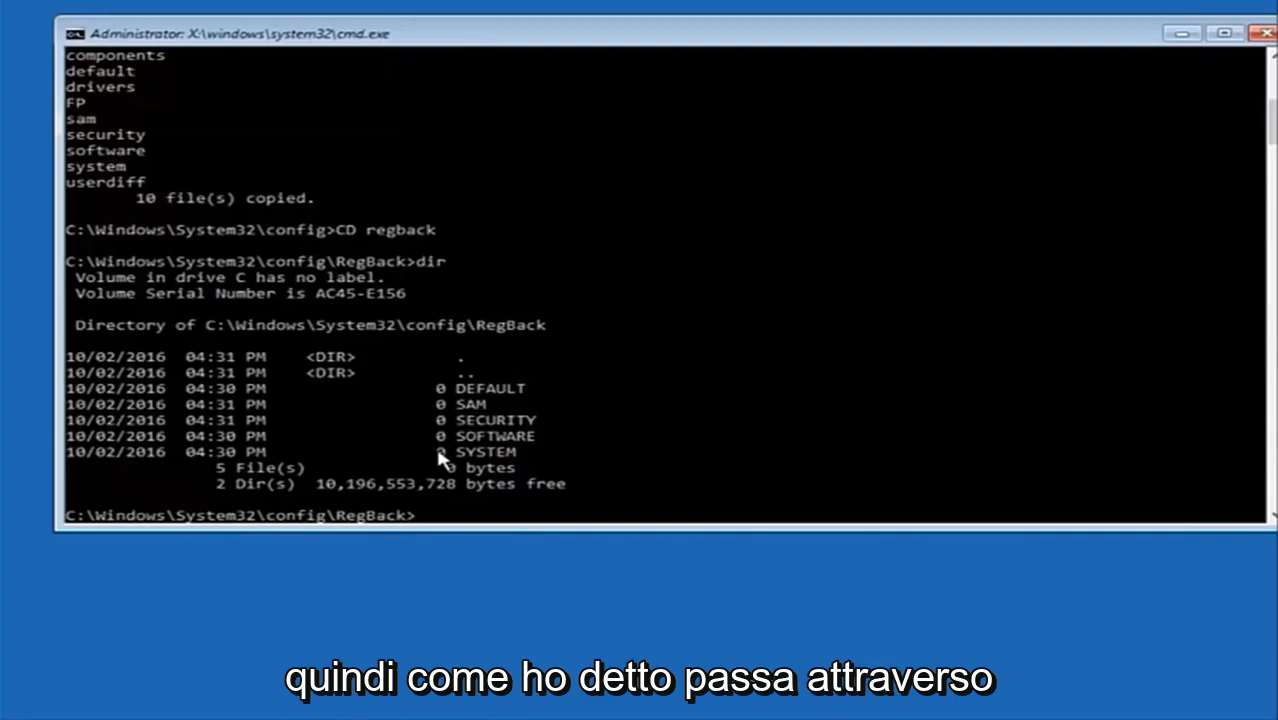 Administrator: X:\windows\system32\cmd.exe
components
default
drivers
FP
sam
security
software
system
userdiff
10 file(s) copied.
C:\Windows\System32\config>CD regback
C:\Windows\System32\config\RegBack>dir
Volume in drive C has no label.
Volume Serial Number is AC45-E156
Directory of C:\Windows\System32\config\RegBack
10/02/2016 04:31 PM <DIR> .
10/02/2016 04:31 PM <DIR> ..
10/02/2016 04:30 PM 0 DEFAULT
10/02/2016 04:31 PM 0 SAM
10/02/2016 04:31 PM 0 SECURITY
10/02/2016 04:30 PM 0 SOFTWARE
10/02/2016 04:30 PM 0 SYSTEM
5 File(s) 0 bytes
2 Dir(s) 10,196,553,728 bytes free
C:\Windows\System32\config\RegBack>
quindi come ho detto passa attraverso